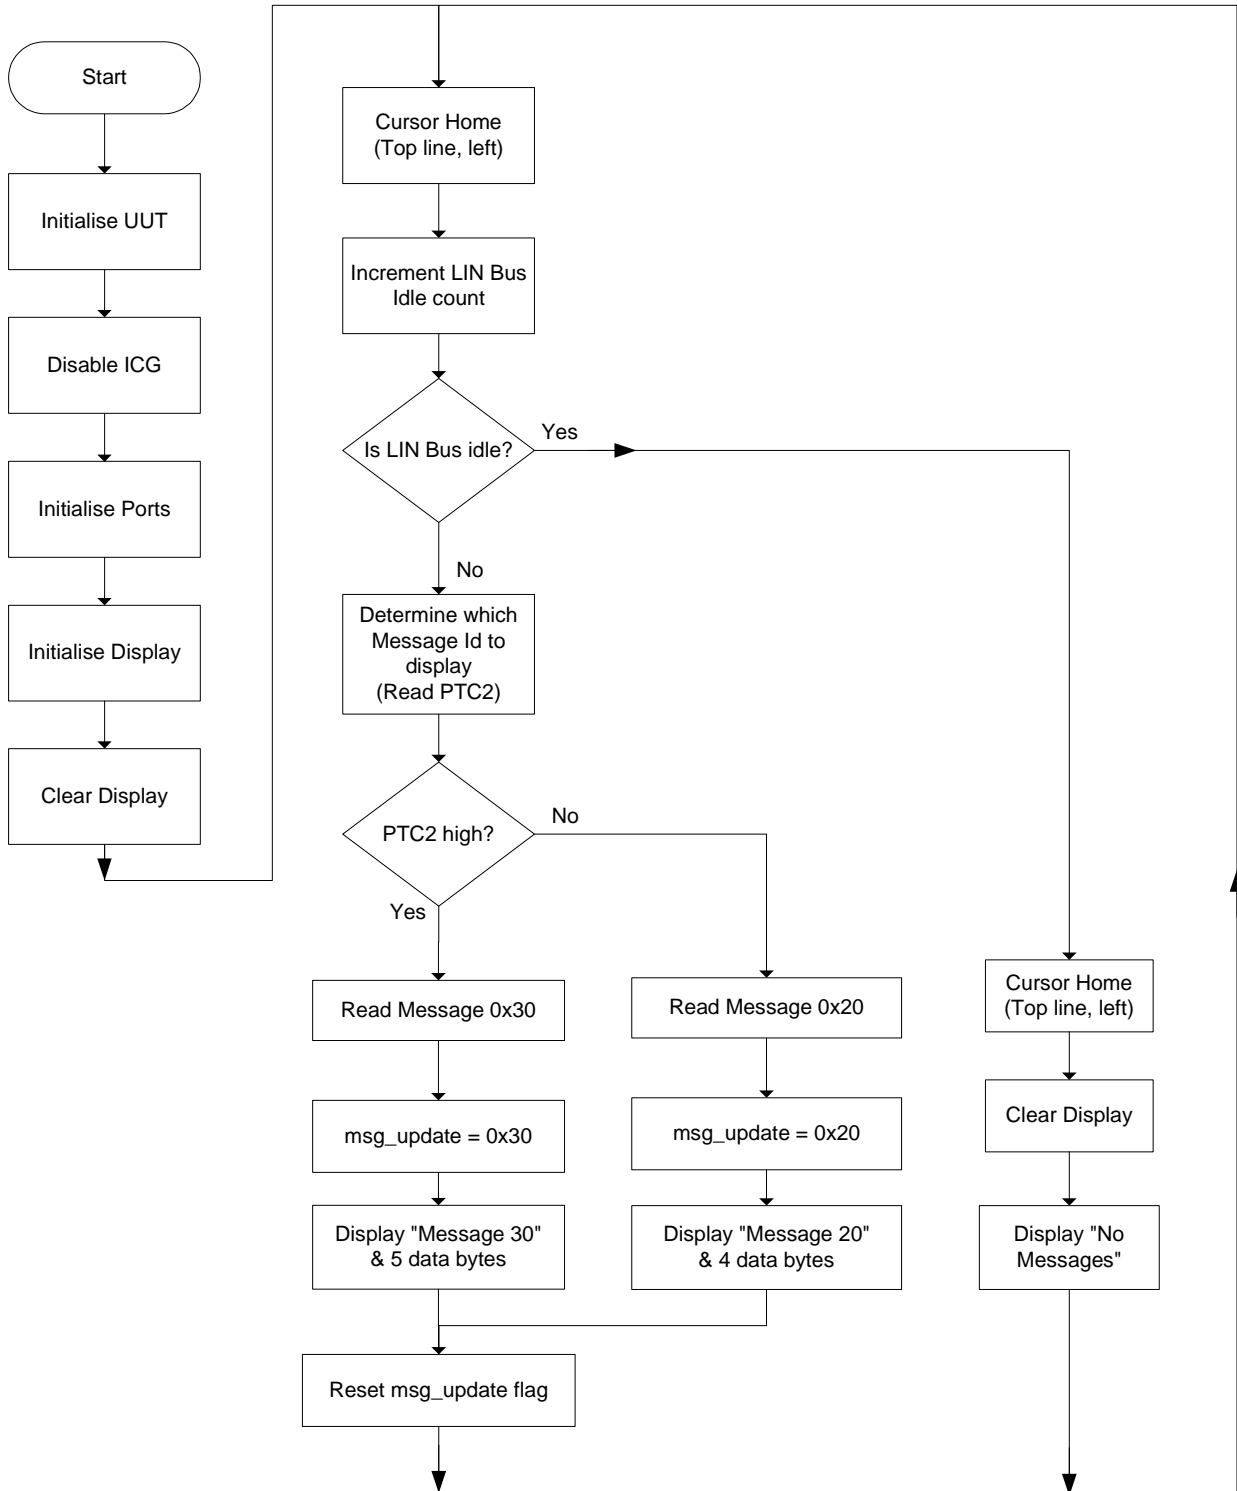 Start
Initialise UUT
Disable ICG
Initialise Ports
Initialise Display
Clear Display
Cursor Home
(Top line, left)
Increment LIN Bus
Idle count
Is LIN Bus idle?
Yes
No
Determine which
Message Id to
display
(Read PTC2)
PTC2 high?
No
Yes
Read Message 0x30
msg_update = 0x30
Display "Message 30"
& 5 data bytes
Read Message 0x20
msg_update = 0x20
Display "Message 20"
& 4 data bytes
Reset msg_update flag
Cursor Home
(Top line, left)
Clear Display
Display "No
Messages"